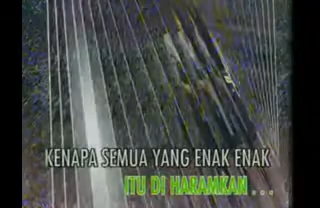 KENAPA SEMUA YANG ENAK ENAK
ITU DI HARAMKAN . . .